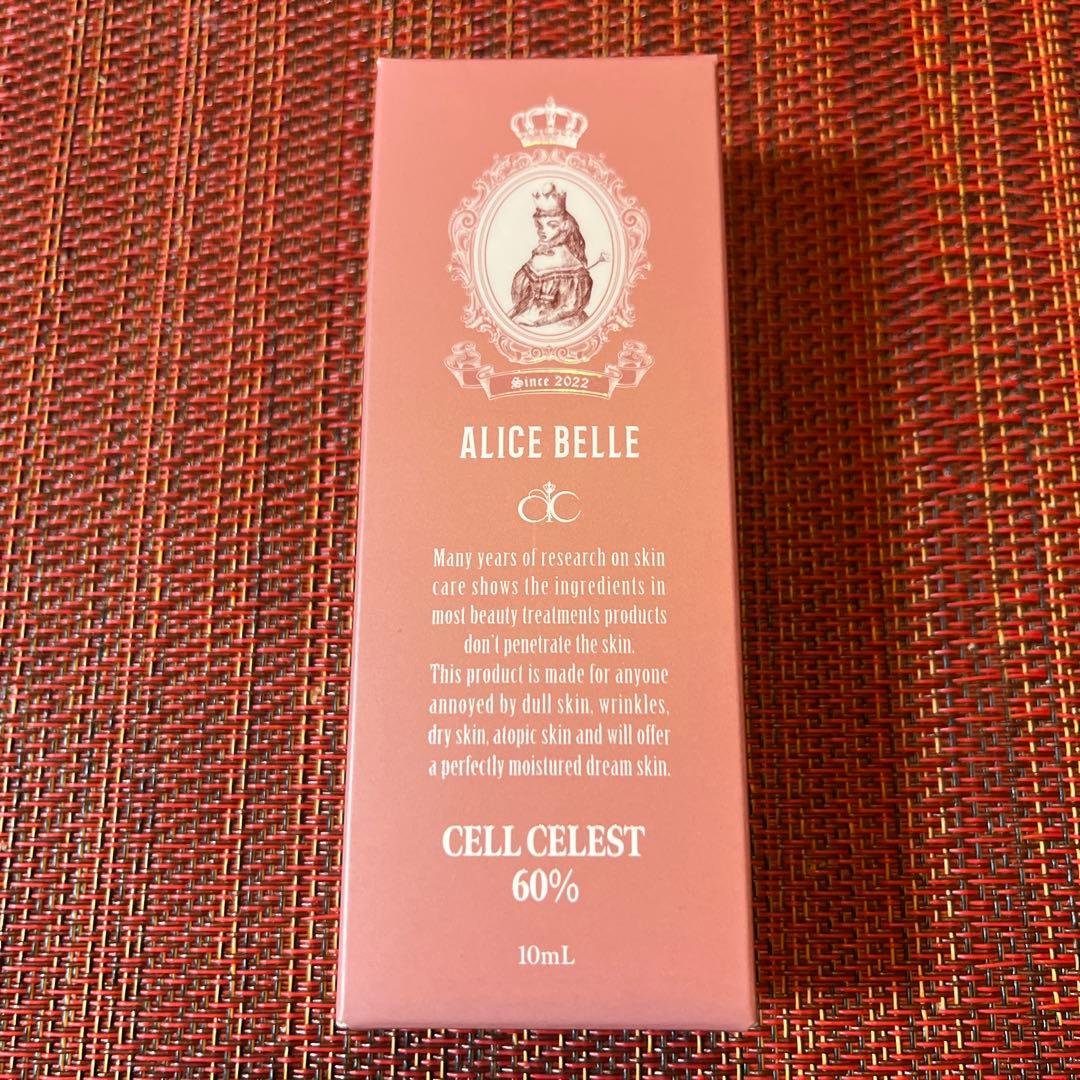 Since 2022
ALICE BELLE
Many years of research on skin
care shows the ingredients in
most beauty treatments products
don't penetrate the skin.
This product is made for anyone
annoyed by dull skin, wrinkles,
dry skin, atopic skin and will offer
a perfectly moistured dream skin.
CELL CELEST
60%
10mL